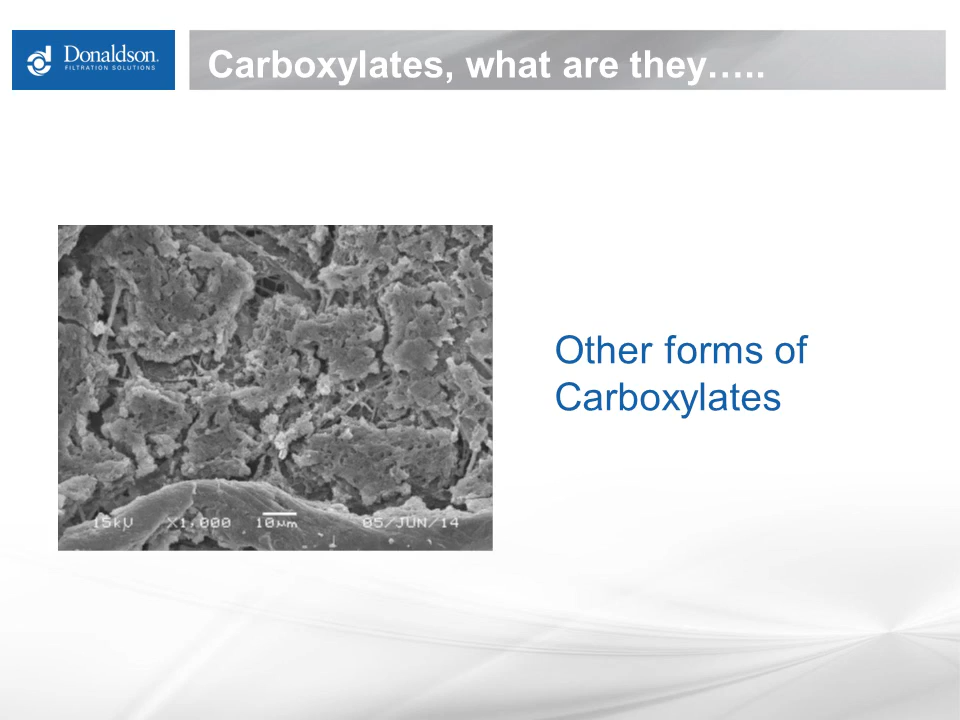 Donaldson.
FILTRATION SOLUTIONS
Carboxylates, what are they…..
Other forms of
Carboxylates
15kV X1,000 10µm 05/JUN/14